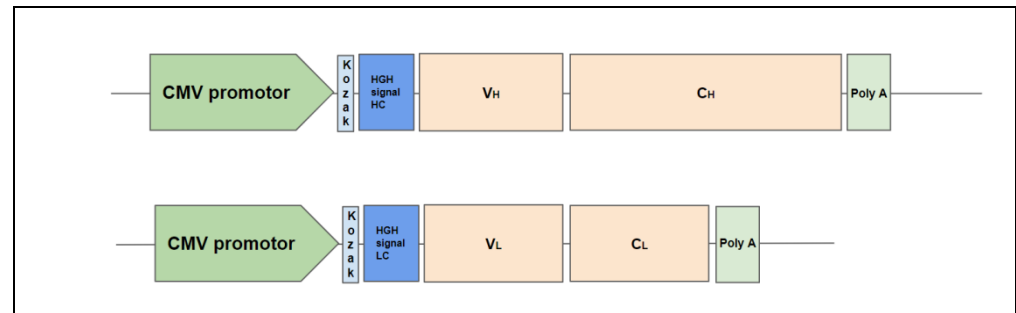 CMV promotor
K
o
z
a
k
HGH
signal
HC
VH
CH
Poly A
CMV promotor
K
o
z
a
k
HGH
signal
LC
VL
CL
Poly A